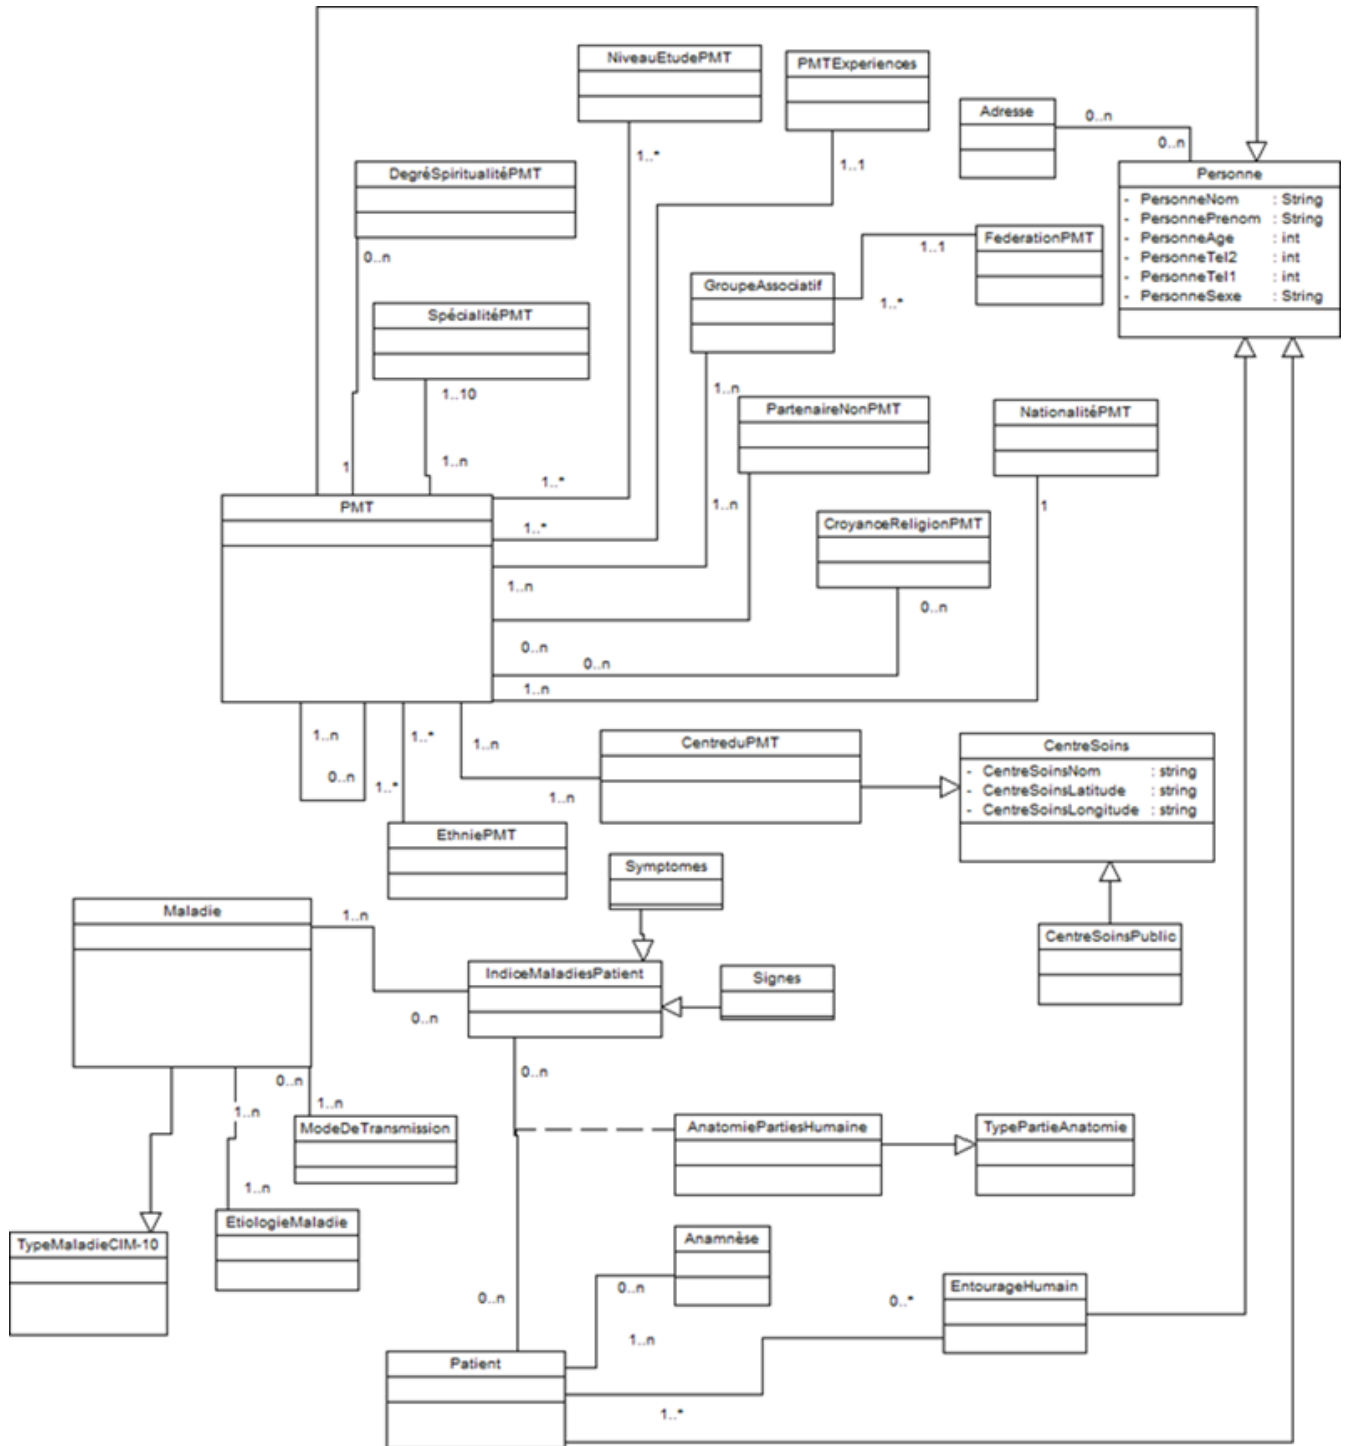 NiveauEtudePMT
PMTExperiences
Adresse
0..n
0..n
1..*
1..1
DegréSpiritualitéPMT
Personne
- PersonneNom : String
- PersonnePrenom : String
- PersonneAge : int
- PersonneTel2 : int
- PersonneTel1 : int
- PersonneSexe : String
FederationPMT
1..1
0..n
GroupeAssociatif
1..*
SpécialitéPMT
1..10
1..n
PartenaireNonPMT
NationalitéPMT
1
1..n
1..*
1..n
1
PMT
CroyanceReligionPMT
1..*
1..n
0..n
0..n
0..n
1..n
1..n
1..*
1..n
CentreduPMT
CentreSoins
- CentreSoinsNom : string
- CentreSoinsLatitude : string
- CentreSoinsLongitude : string
0..n
1..*
1..n
EthniePMT
Symptomes
Maladie
1..n
CentreSoinsPublic
IndiceMaladiesPatient
Signes
0..n
0..n
0..n
1..n
1..n
ModeDeTransmission
AnatomiePartiesHumaine
TypePartieAnatomie
1..n
EtiologieMaladie
TypeMaladieCIM-10
Anamnèse
0..n
0..n
EntourageHumain
0..*
1..n
Patient
1..*